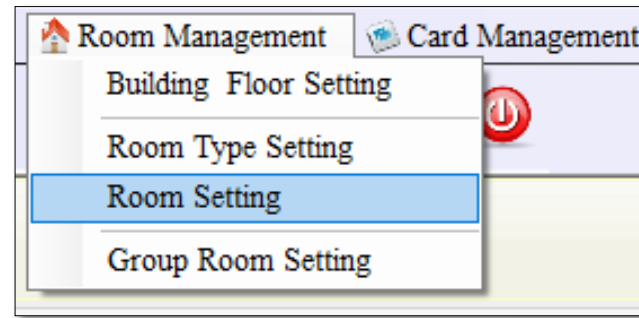 Room Management Card Management
Building Floor Setting
Room Type Setting
Room Setting
Group Room Setting